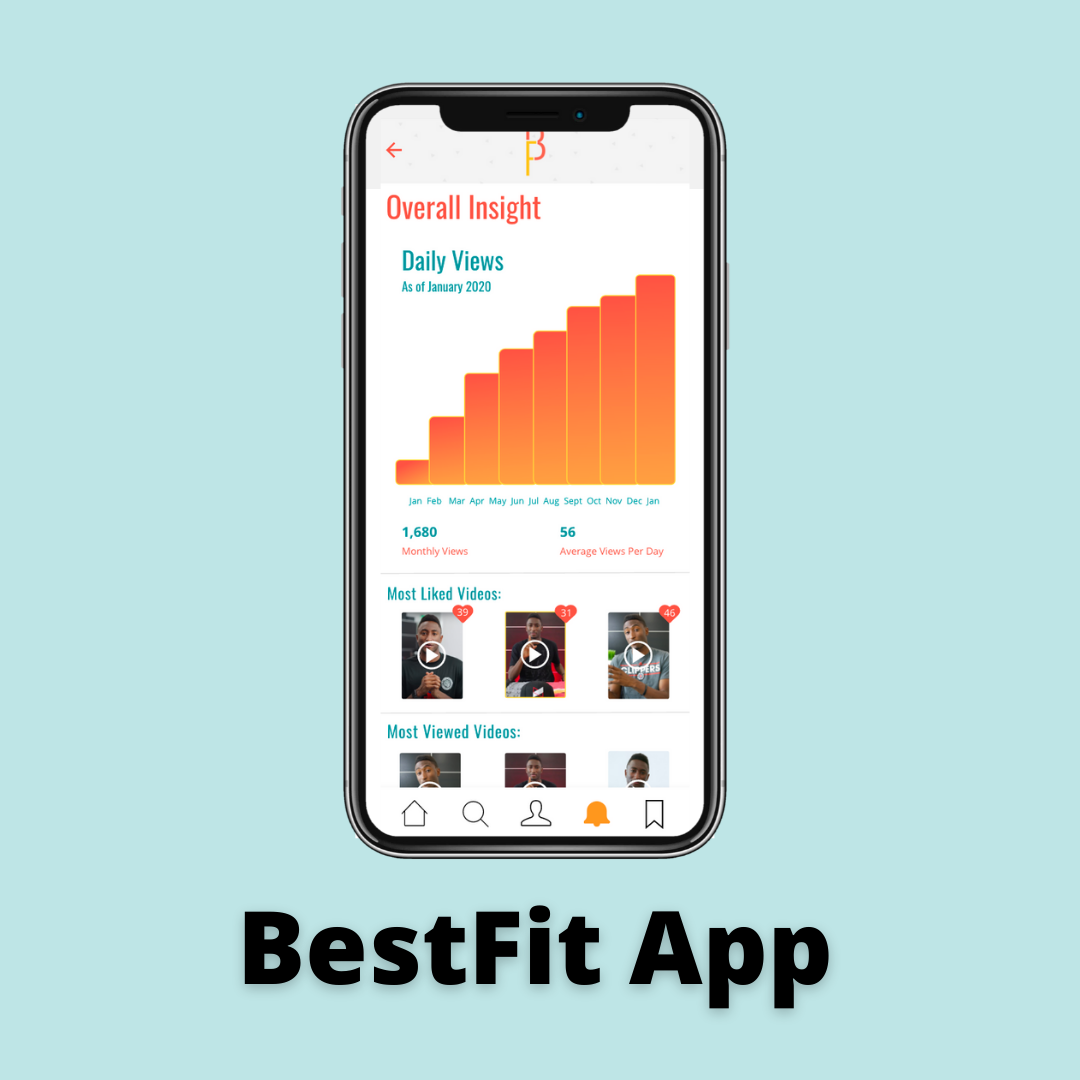 BF
Overall Insight
Daily Views
As of January 2020
Jan Feb Mar Apr May Jun Jul Aug Sept Oct Nov Dec Jan
1,680 56
Monthly Views Average Views Per Day
Most Liked Videos:
39 31 46
CLIPPERS
Most Viewed Videos:
BestFit App